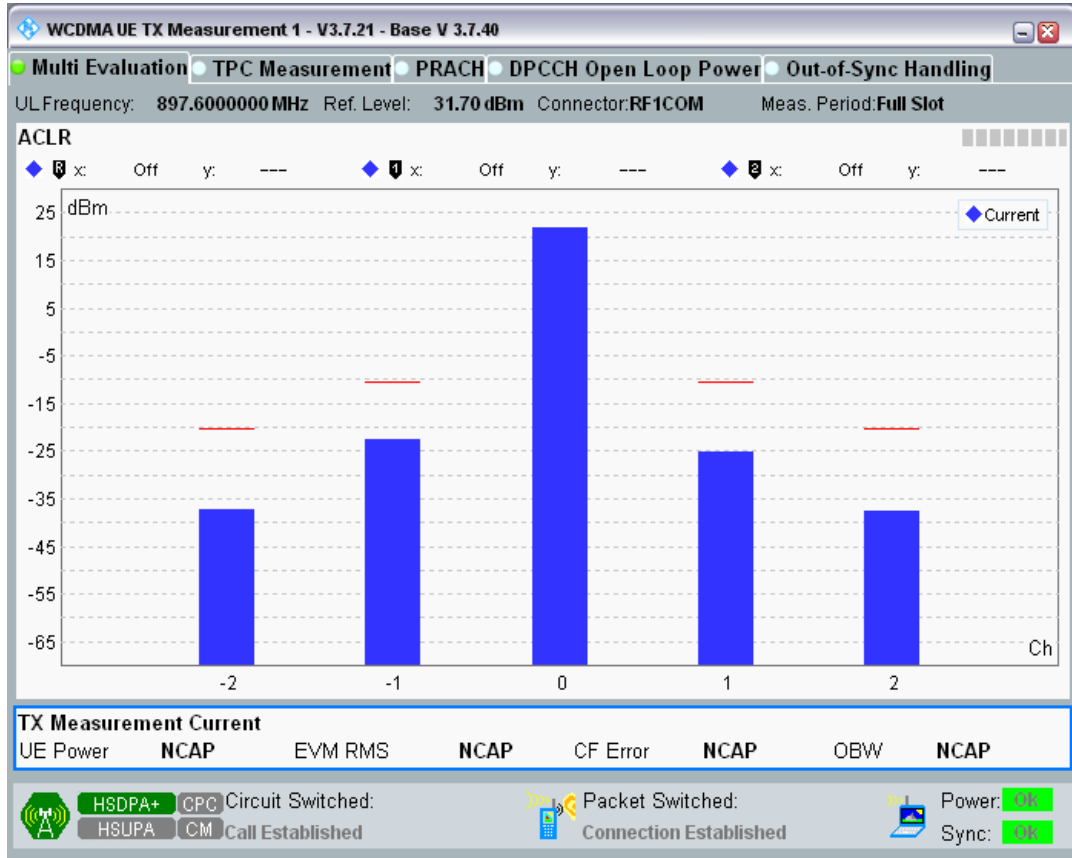 WCDMA UE TX Measurement 1 - V3.7.21 - Base V 3.7.40
Multi Evaluation TPC Measurement PRACH DPCCH Open Loop Power Out-of-Sync Handling
UL Frequency: 897.6000000 MHz Ref. Level: 31.70 dBm Connector:RF1COM Meas. Period:Full Slot
ACLR
R x: Off y: --- 1 x: Off y: --- 2 x: Off y: ---
dBm
Current
25
15
5
-5
-15
-25
-35
-45
-55
-65
Ch
-2 -1 0 1 2
TX Measurement Current
UE Power NCAP EVM RMS NCAP CF Error NCAP OBW NCAP
HSDPA+ CPC Circuit Switched: Packet Switched: Power: Ok
HSUPA CM Call Established Connection Established Sync: Ok